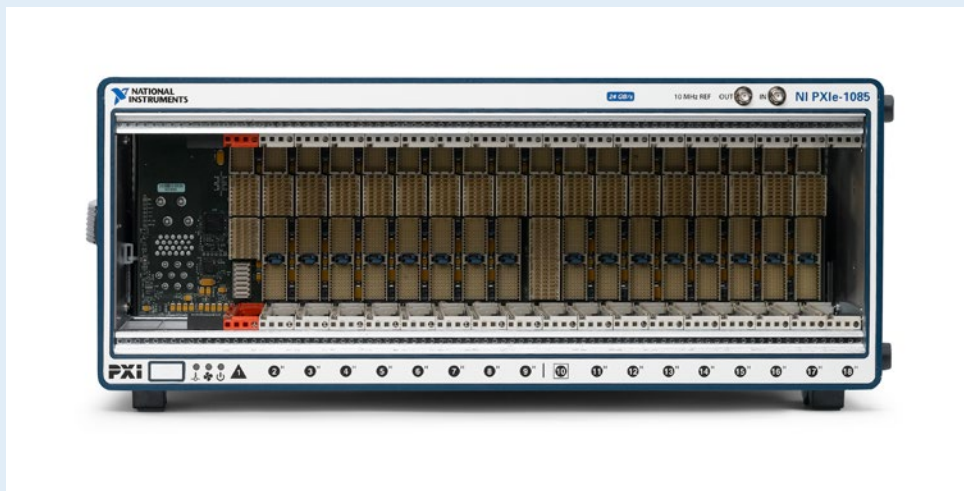 NATIONAL
INSTRUMENTS
24 GB/s
10 MHz REF OUT IN NI PXIe-1085
PXI 1 2 H 3 H 4 H 5 H 6 H 7 H 8 H 9 H 10 11 H 12 H 13 H 14 H 15 H 16 H 17 H 18 H